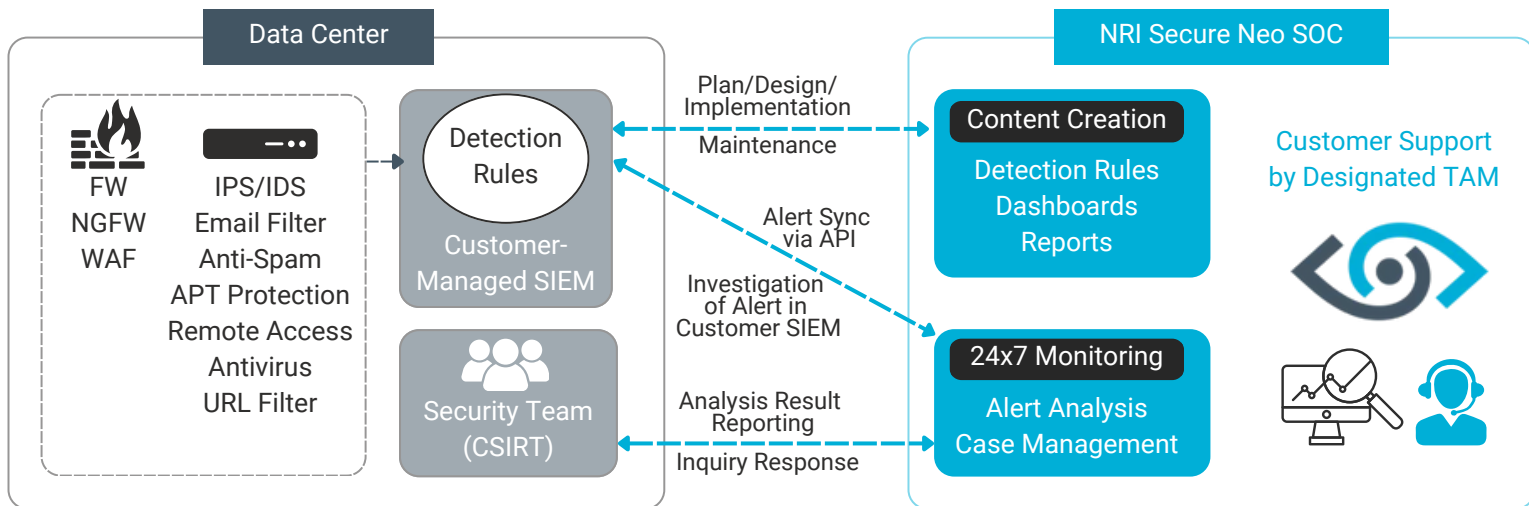 Data Center
NRI Secure Neo SOC
FW
NGFW
WAF
IPS/IDS
Email Filter
Anti-Spam
APT Protection
Remote Access
Antivirus
URL Filter
Detection
Rules
Customer-
Managed SIEM
Security Team
(CSIRT)
Plan/Design/
Implementation
Maintenance
Alert Sync
via API
Investigation
of Alert in
Customer SIEM
Analysis Result
Reporting
Inquiry Response
Content Creation
Detection Rules
Dashboards
Reports
24x7 Monitoring
Alert Analysis
Case Management
Customer Support
by Designated TAM